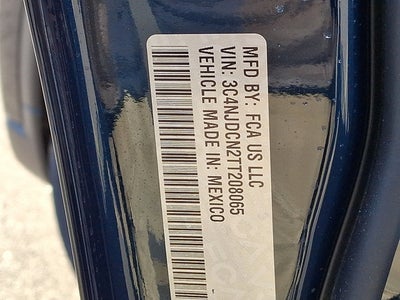 MFD BY: FCA US LLC
VIN: 3C4NJDCN2TT208065
VEHICLE MADE IN: MEXICO